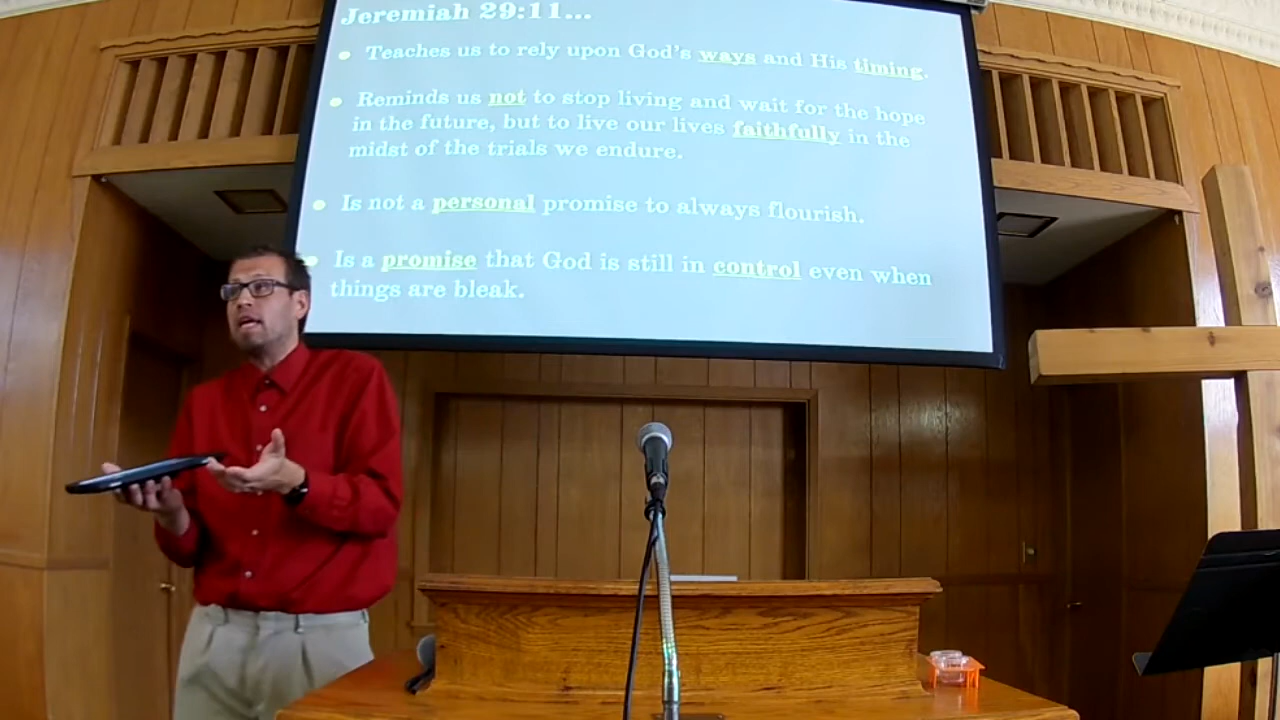 Jeremiah 29:11...
• Teaches us to rely upon God's ways and His timing.
• Reminds us not to stop living and wait for the hope
in the future, but to live our lives faithfully in the
midst of the trials we endure.
• Is not a personal promise to always flourish.
• Is a promise that God is still in control even when
things are bleak.